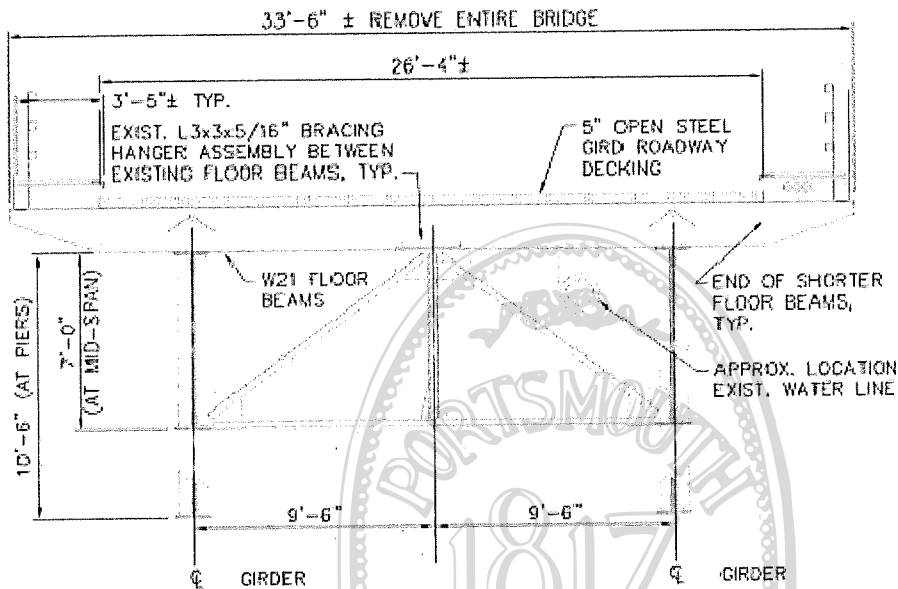 33'-6" ± REMOVE ENTIRE BRIDGE
26'-4"±
3'-5"± TYP.
EXIST. L3x3x5/16" BRACING
HANGER ASSEMBLY BETWEEN
EXISTING FLOOR BEAMS, TYP.
5" OPEN STEEL
GIRD ROADWAY
DECKING
W21 FLOOR
BEAMS
END OF SHORTER
FLOOR BEAMS,
TYP.
APPROX. LOCATION
EXIST. WATER LINE
10'-6" (AT PIERS)
7'-0"
(AT MID-SPAN)
PORTSMOUTH
1817
9'-6"
9'-6"
℄ GIRDER
℄ GIRDER